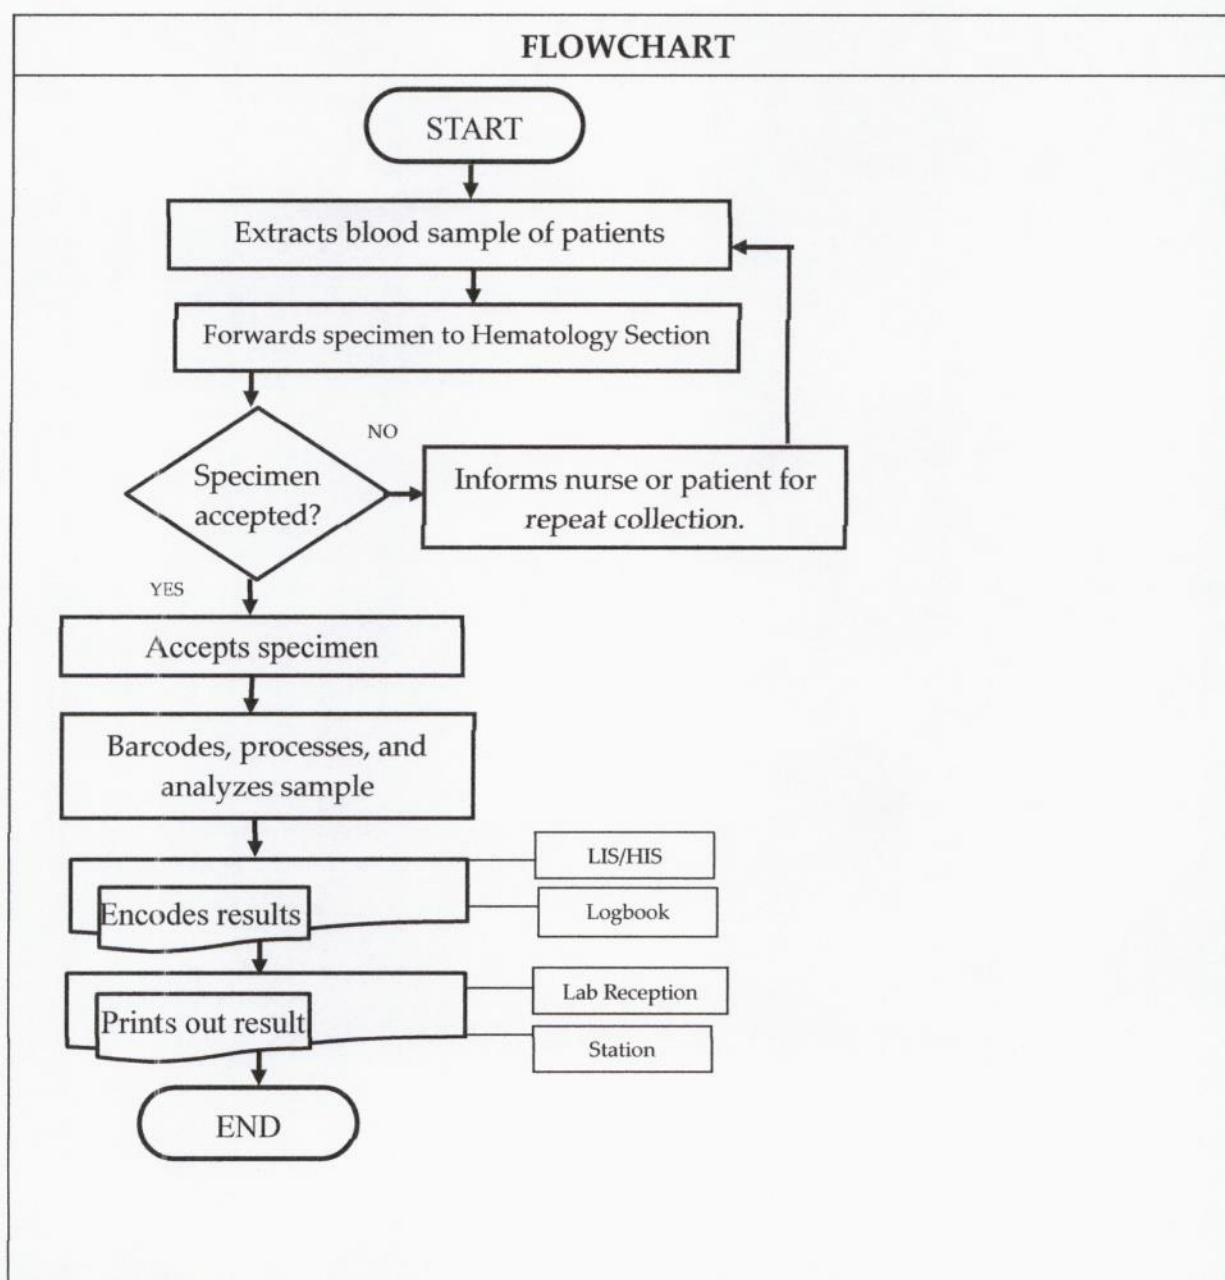 FLOWCHART
START
Extracts blood sample of patients
Forwards specimen to Hematology Section
NO
Specimen
accepted?
Informs nurse or patient for
repeat collection.
YES
Accepts specimen
Barcodes, processes, and
analyzes sample
LIS/HIS
Encodes results
Logbook
Lab Reception
Prints out result
Station
END